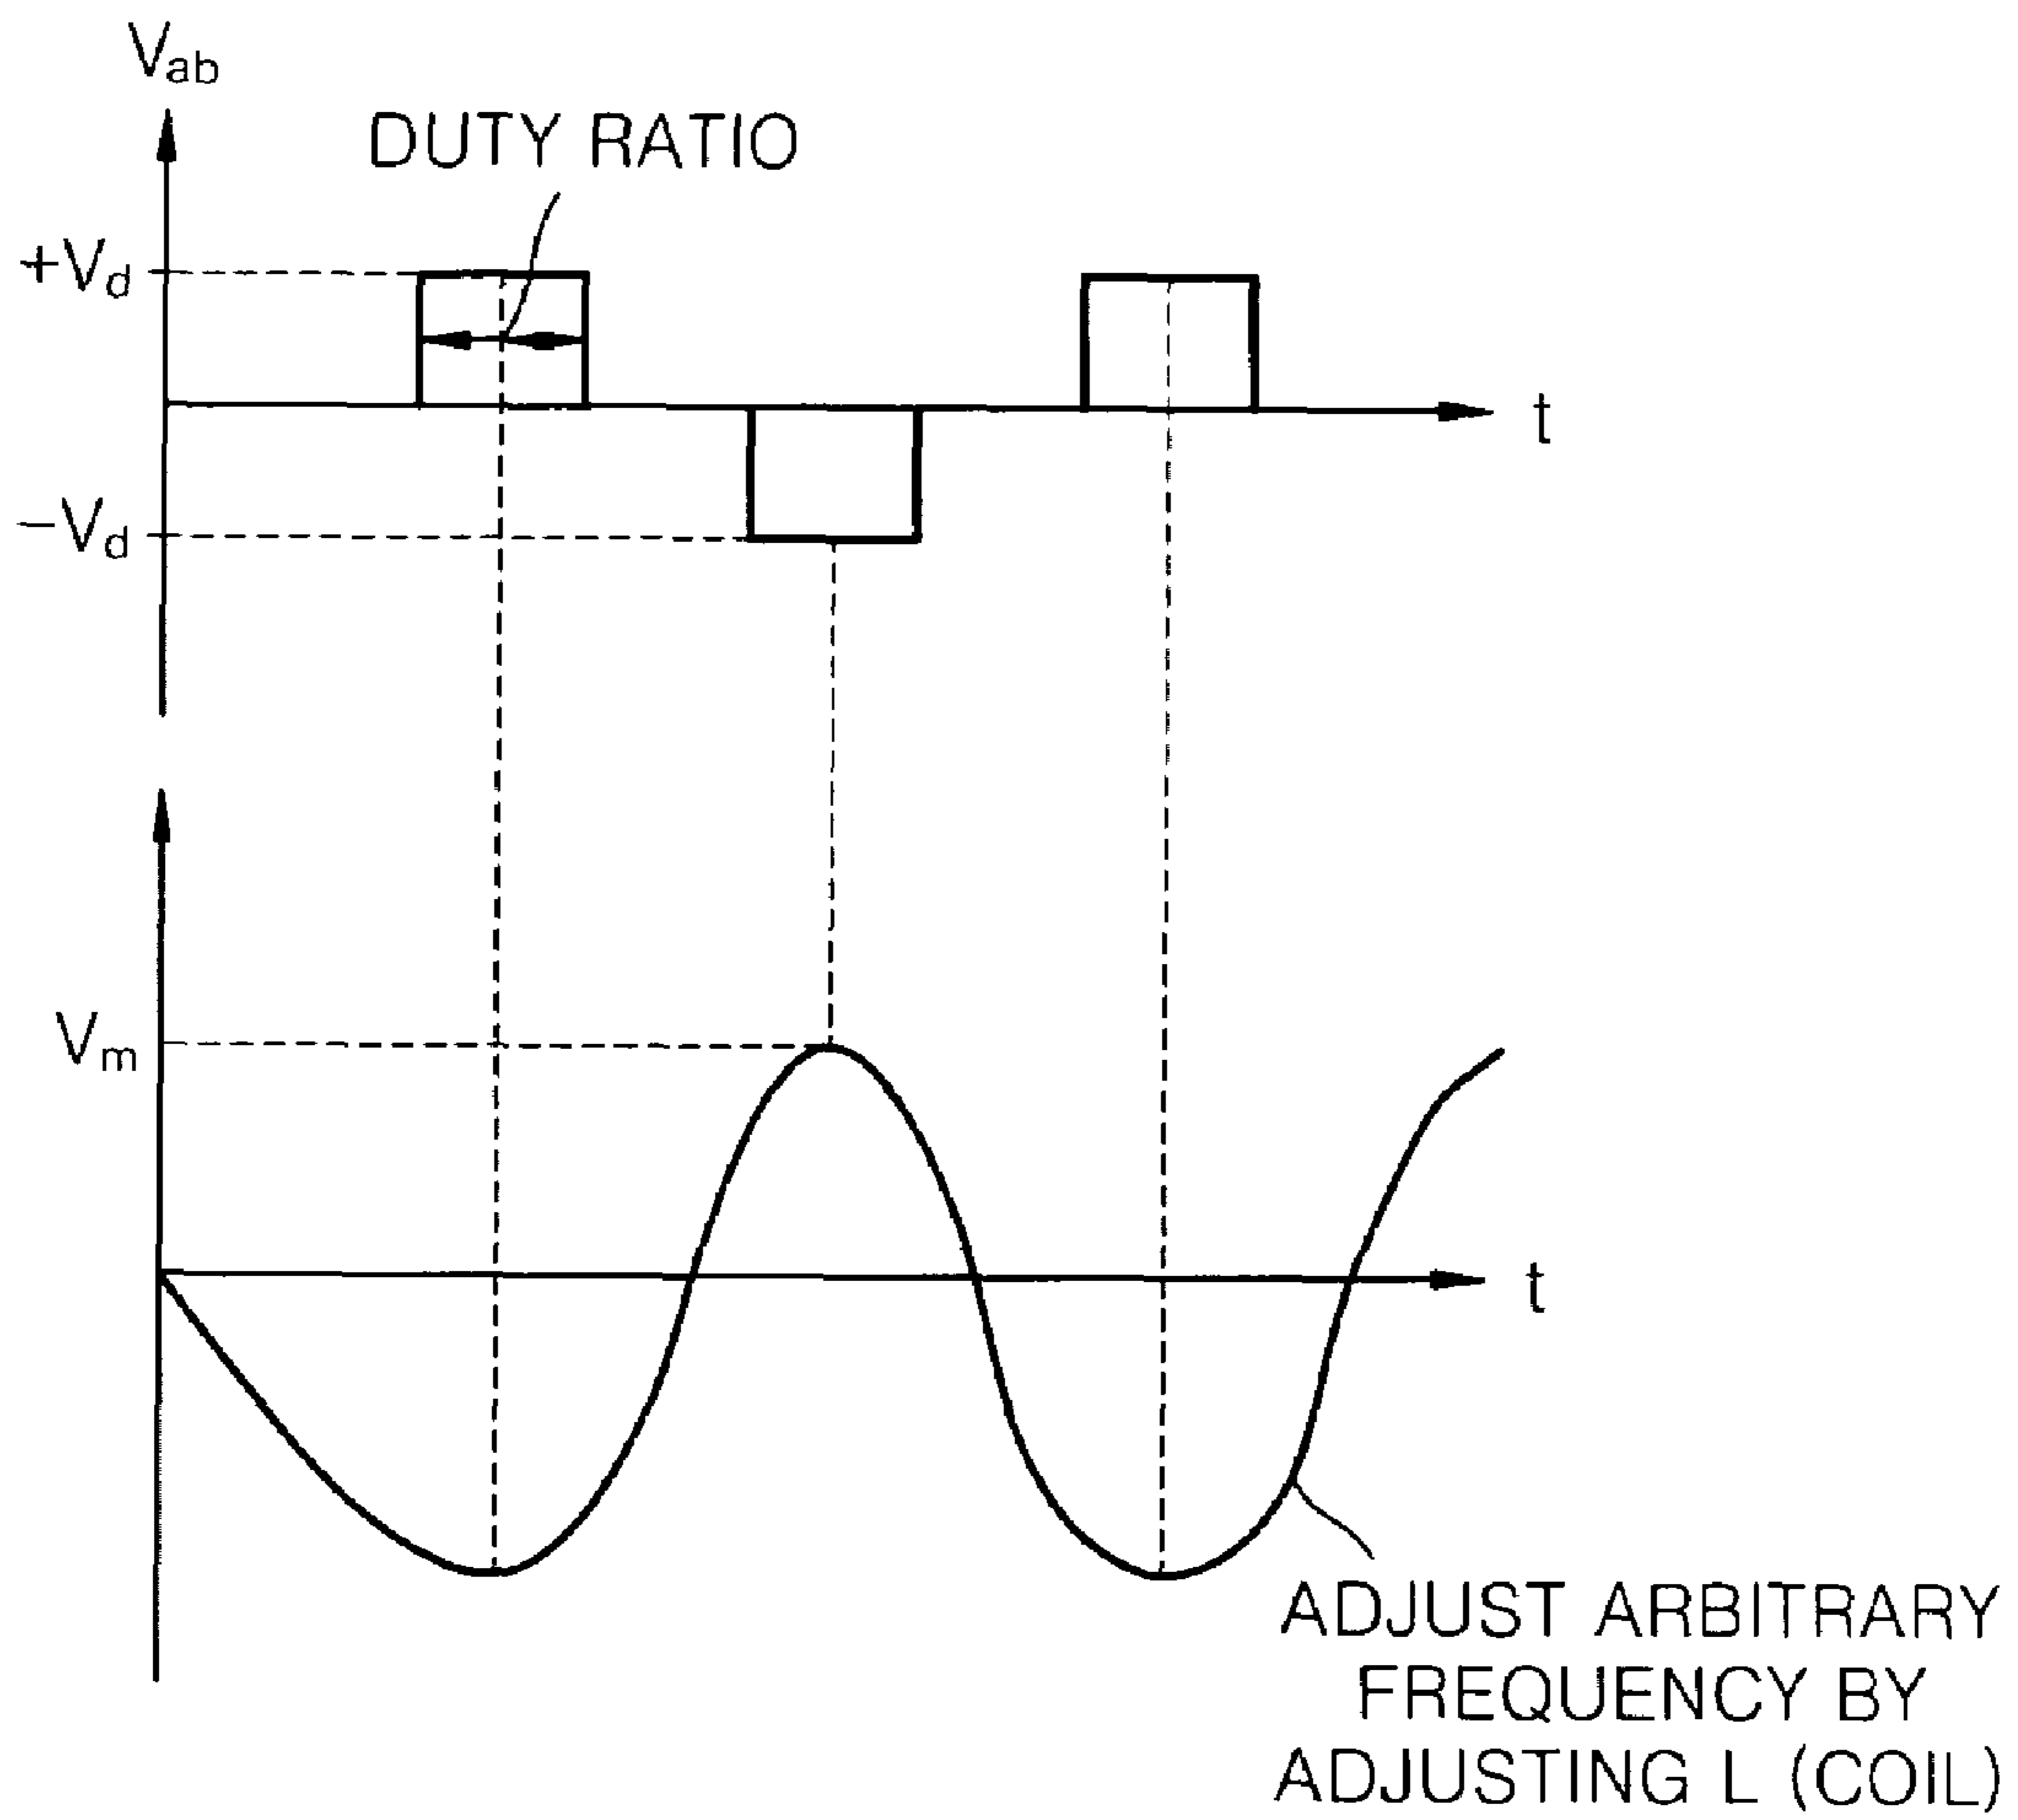 Vab
DUTY RATIO
+Vd
t
−Vd
Vm
t
ADJUST ARBITRARY
FREQUENCY BY
ADJUSTING L (COIL)